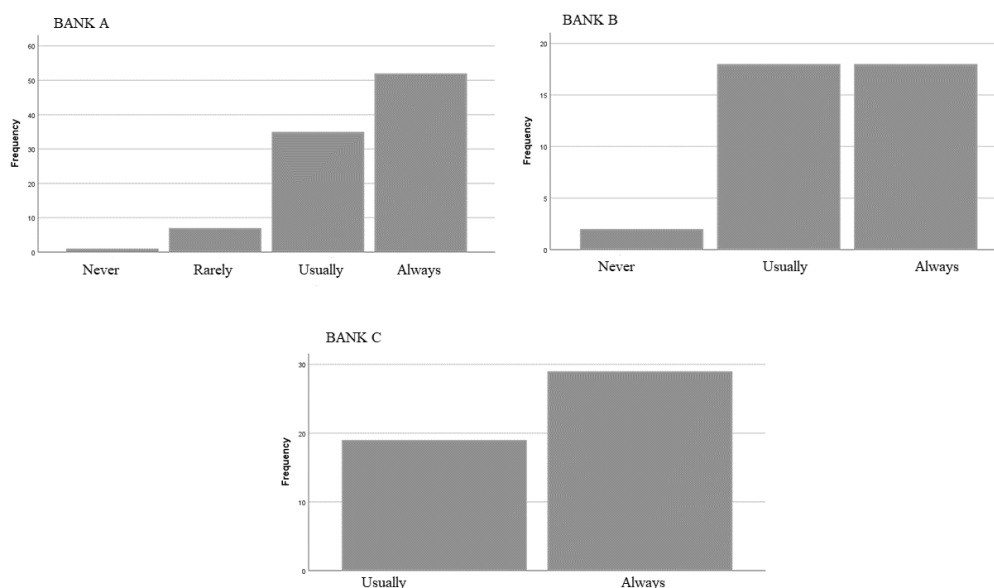 BANK A
Frequency
60
50
40
30
20
10
0
Never Rarely Usually Always
BANK B
Frequency
20
15
10
5
0
Never Usually Always
BANK C
Frequency
30
20
10
0
Usually Always